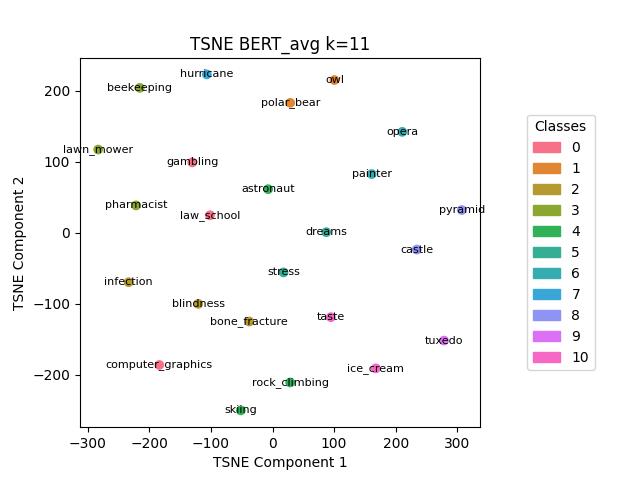 TSNE BERT_avg k=11
TSNE Component 2
200
100
0
−100
−200
−300
−200
−100
0
100
200
300
TSNE Component 1
hurricane
owl
beekeeping
polar_bear
opera
lawn_mower
gambling
painter
astronaut
pharmacist
law_school
pyramid
dreams
castle
stress
infection
blindness
bone_fracture
taste
tuxedo
computer_graphics
ice_cream
rock_climbing
skiing
Classes
0
1
2
3
4
5
6
7
8
9
10